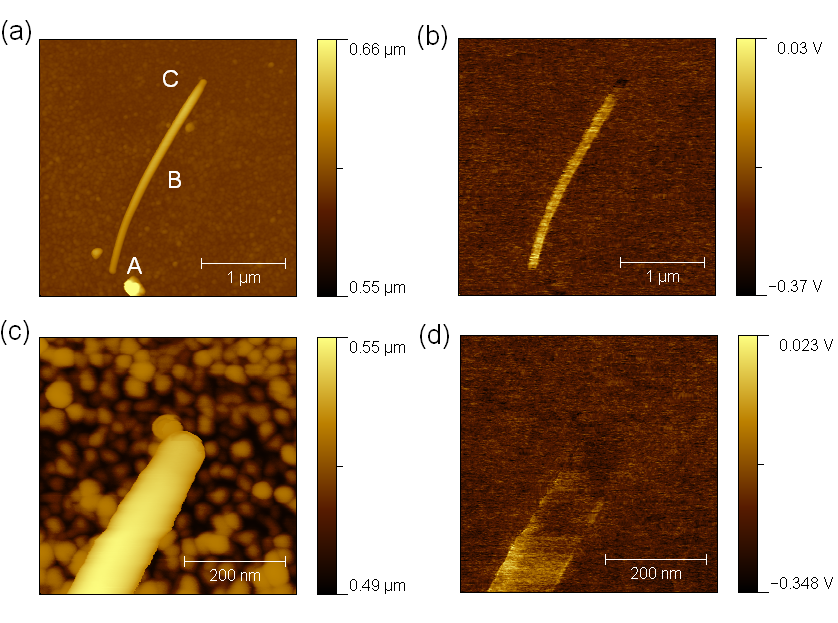 (a)
C
B
A
1 µm
0.66 µm
0.55 µm
(b)
1 µm
0.03 V
−0.37 V
(c)
200 nm
0.55 µm
0.49 µm
(d)
200 nm
0.023 V
−0.348 V